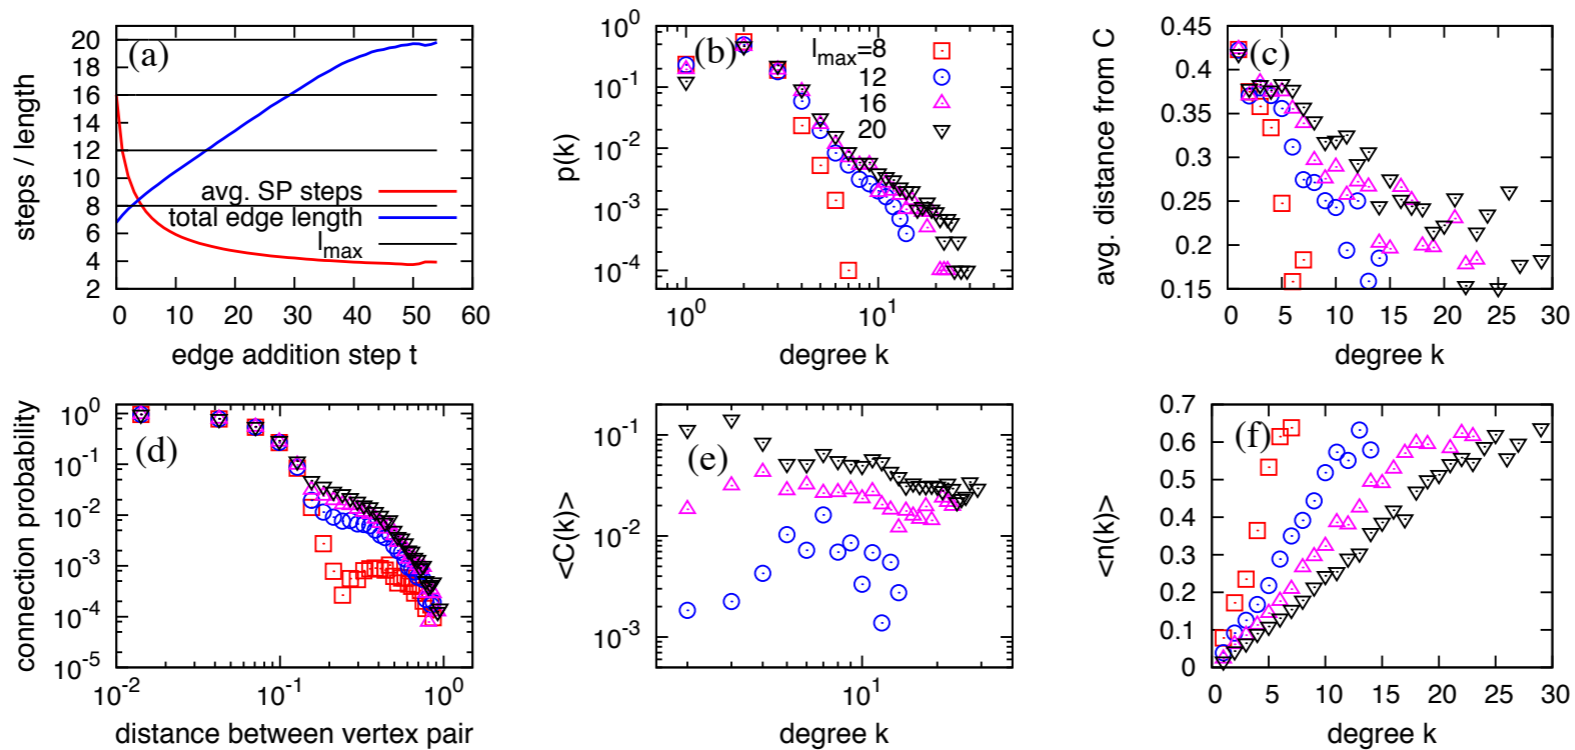 (a)
steps / length
20
18
16
14
12
10
8
6
4
2
avg. SP steps
total edge length
l_max
0 10 20 30 40 50 60
edge addition step t
(b)
p(k)
10^0
10^-1
10^-2
10^-3
10^-4
l_max=8
12
16
20
10^0 10^1
degree k
(c)
avg. distance from C
0.45
0.4
0.35
0.3
0.25
0.2
0.15
0 5 10 15 20 25 30
degree k
(d)
connection probability
10^0
10^-1
10^-2
10^-3
10^-4
10^-5
10^-2 10^-1 10^0
distance between vertex pair
(e)
<C(k)>
10^-1
10^-2
10^-3
10^1
degree k
(f)
<n(k)>
0.7
0.6
0.5
0.4
0.3
0.2
0.1
0
0 5 10 15 20 25 30
degree k